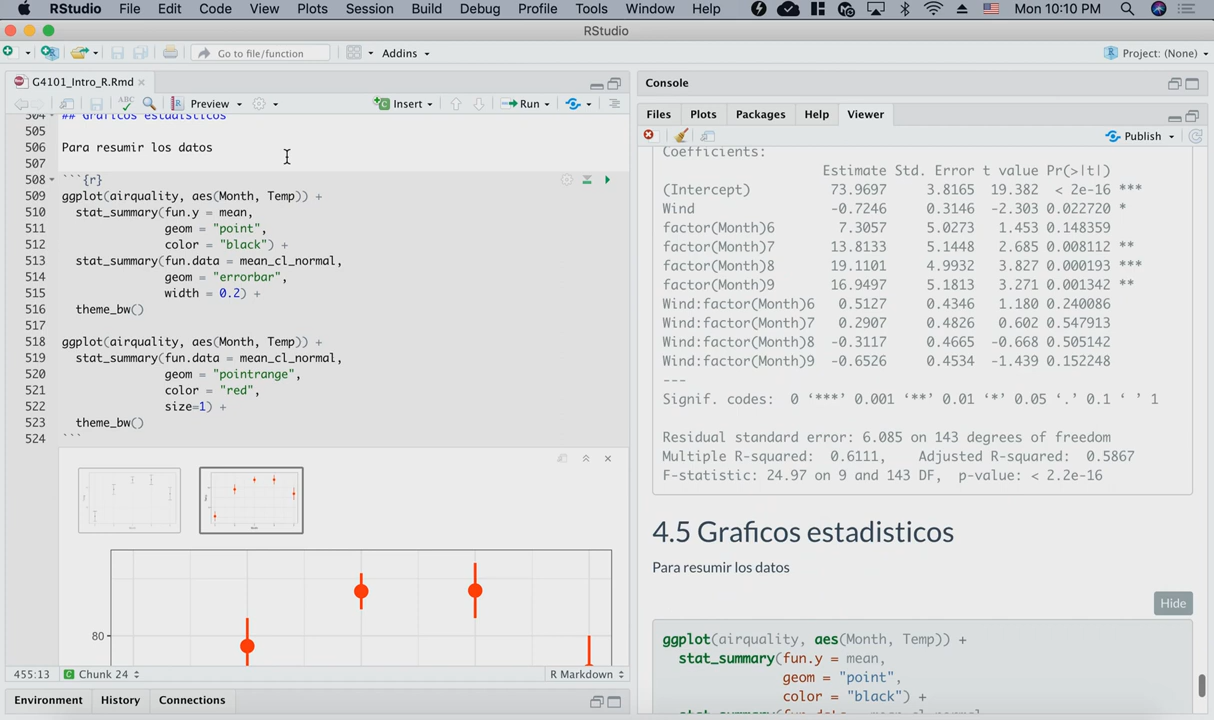 RStudio File Edit Code View Plots Session Build Debug Profile Tools Window Help Mon 10:10 PM
RStudio
Go to file/function Addins Project: (None)
G4101_Intro_R.Rmd
ABC Preview Insert Run
504 ## Graficos estadisticos
505
506 Para resumir los datos
507
508 ```{r}
509 ggplot(airquality, aes(Month, Temp)) +
510 stat_summary(fun.y = mean,
511 geom = "point",
512 color = "black") +
513 stat_summary(fun.data = mean_cl_normal,
514 geom = "errorbar",
515 width = 0.2) +
516 theme_bw()
517
518 ggplot(airquality, aes(Month, Temp)) +
519 stat_summary(fun.data = mean_cl_normal,
520 geom = "pointrange",
521 color = "red",
522 size=1) +
523 theme_bw()
524 ```
80
455:13 Chunk 24 R Markdown
Environment History Connections
Console
Files Plots Packages Help Viewer
Publish
Coefficients:
Estimate Std. Error t value Pr(>|t|)
(Intercept) 73.9697 3.8165 19.382 < 2e-16 ***
Wind -0.7246 0.3146 -2.303 0.022720 *
factor(Month)6 7.3057 5.0273 1.453 0.148359
factor(Month)7 13.8133 5.1448 2.685 0.008112 **
factor(Month)8 19.1101 4.9932 3.827 0.000193 ***
factor(Month)9 16.9497 5.1813 3.271 0.001342 **
Wind:factor(Month)6 0.5127 0.4346 1.180 0.240086
Wind:factor(Month)7 0.2907 0.4826 0.602 0.547913
Wind:factor(Month)8 -0.3117 0.4665 -0.668 0.505142
Wind:factor(Month)9 -0.6526 0.4534 -1.439 0.152248
---
Signif. codes: 0 ‘***’ 0.001 ‘**’ 0.01 ‘*’ 0.05 ‘.’ 0.1 ‘ ’ 1
Residual standard error: 6.085 on 143 degrees of freedom
Multiple R-squared: 0.6111, Adjusted R-squared: 0.5867
F-statistic: 24.97 on 9 and 143 DF, p-value: < 2.2e-16
4.5 Graficos estadisticos
Para resumir los datos
Hide
ggplot(airquality, aes(Month, Temp)) +
stat_summary(fun.y = mean,
geom = "point",
color = "black") +
stat_summary(fun.data = mean_cl_normal,